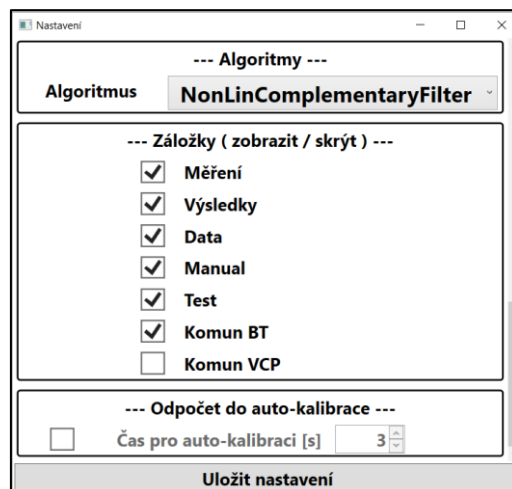 Nastavení
--- Algoritmy ---
Algoritmus NonLinComplementaryFilter
--- Záložky ( zobrazit / skrýt ) ---
Měření
Výsledky
Data
Manual
Test
Komun BT
Komun VCP
--- Odpočet do auto-kalibrace ---
Čas pro auto-kalibraci [s] 3
Uložit nastavení